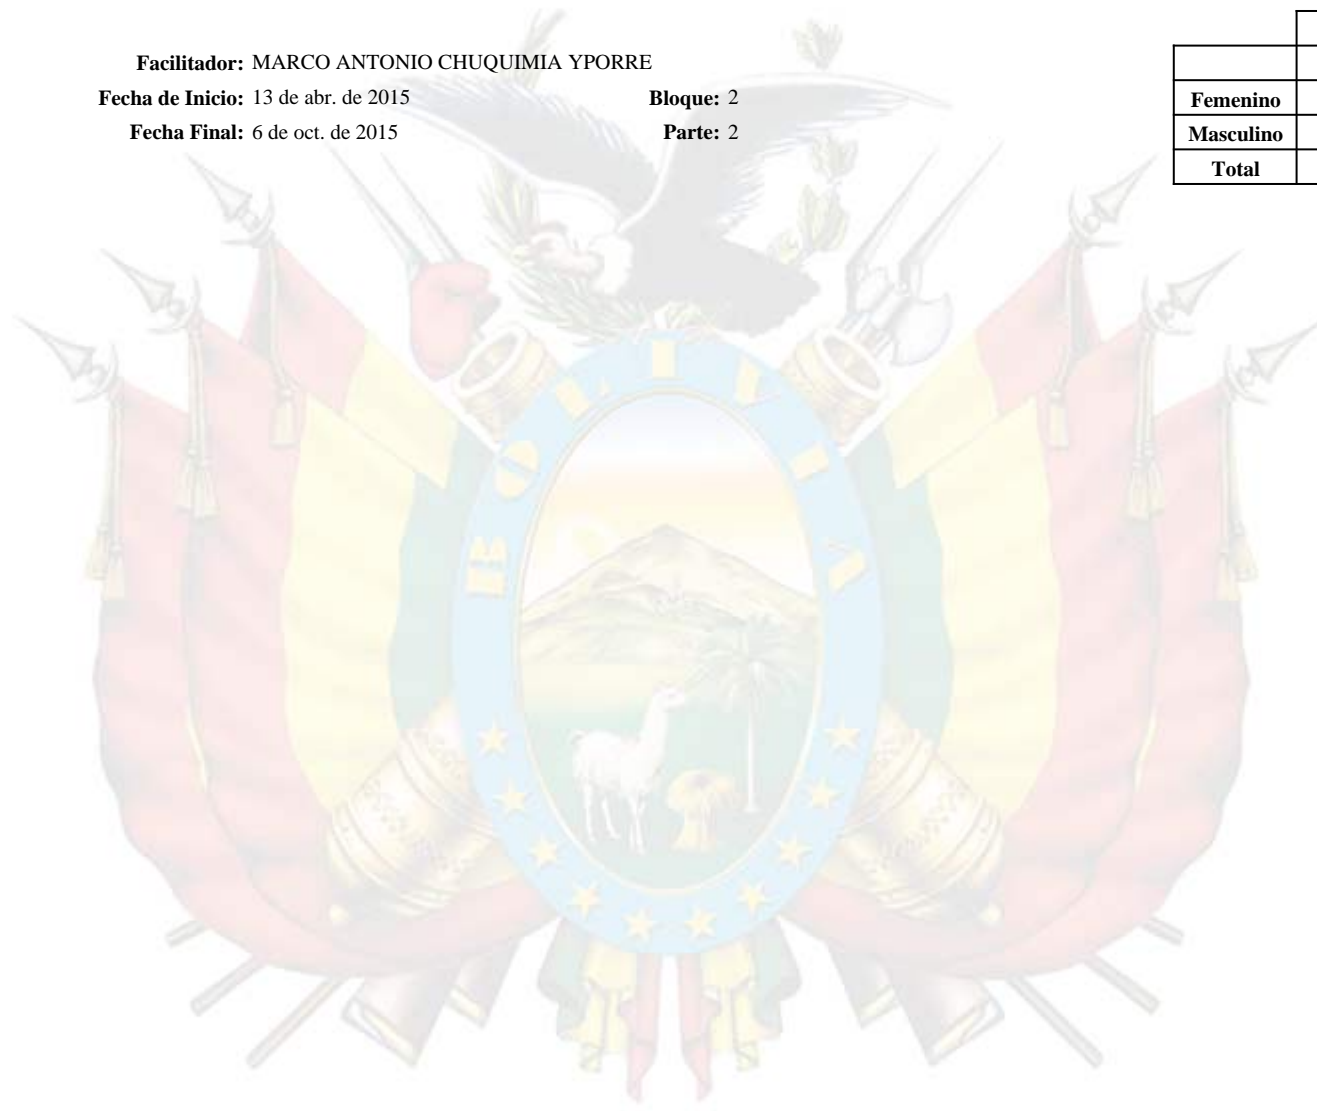 Facilitador: MARCO ANTONIO CHUQUIMIA YPORRE
Fecha de Inicio: 13 de abr. de 2015 Bloque: 2
Fecha Final: 6 de oct. de 2015 Parte: 2
Femenino
Masculino
Total
BOLIVIA